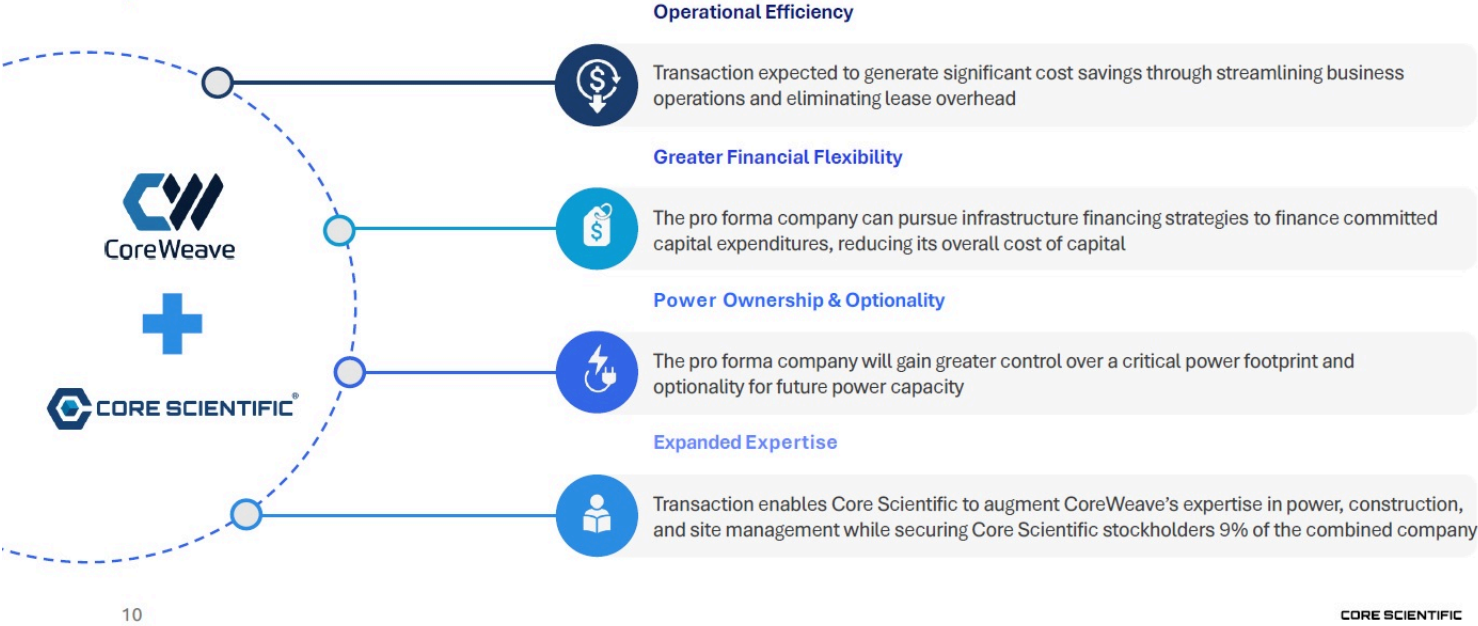 Operational Efficiency
Transaction expected to generate significant cost savings through streamlining business
operations and eliminating lease overhead
Greater Financial Flexibility
The pro forma company can pursue infrastructure financing strategies to finance committed
capital expenditures, reducing its overall cost of capital
Power Ownership & Optionality
The pro forma company will gain greater control over a critical power footprint and
optionality for future power capacity
Expanded Expertise
Transaction enables Core Scientific to augment CoreWeave’s expertise in power, construction,
and site management while securing Core Scientific stockholders 9% of the combined company
CoreWeave
CORE SCIENTIFIC®
$
$
10
CORE SCIENTIFIC